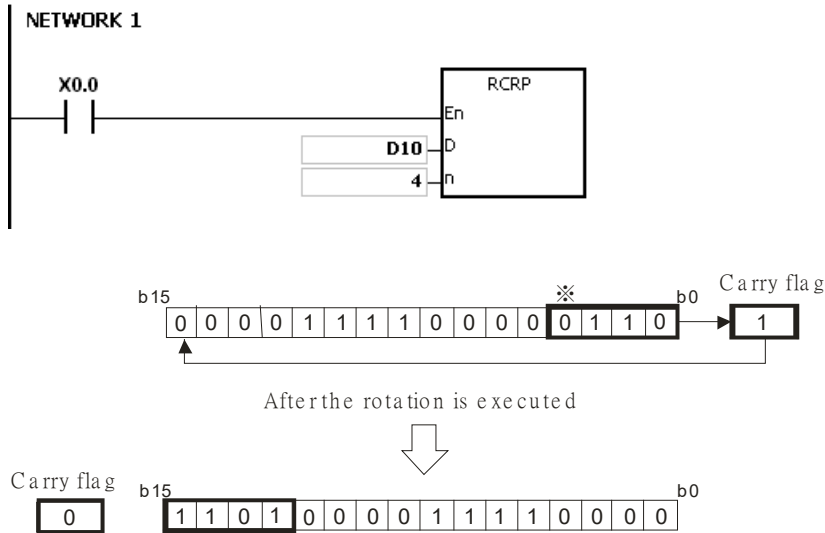 NETWORK 1
X0.0
RCRP
En
D10 D
4 n
※
b15 b0 Carry flag
0 0 0 0 1 1 1 1 0 0 0 0 0 1 1 0 1
After the rotation is executed
Carry flag b15 b0
0 1 1 0 1 0 0 0 0 1 1 1 1 0 0 0 0